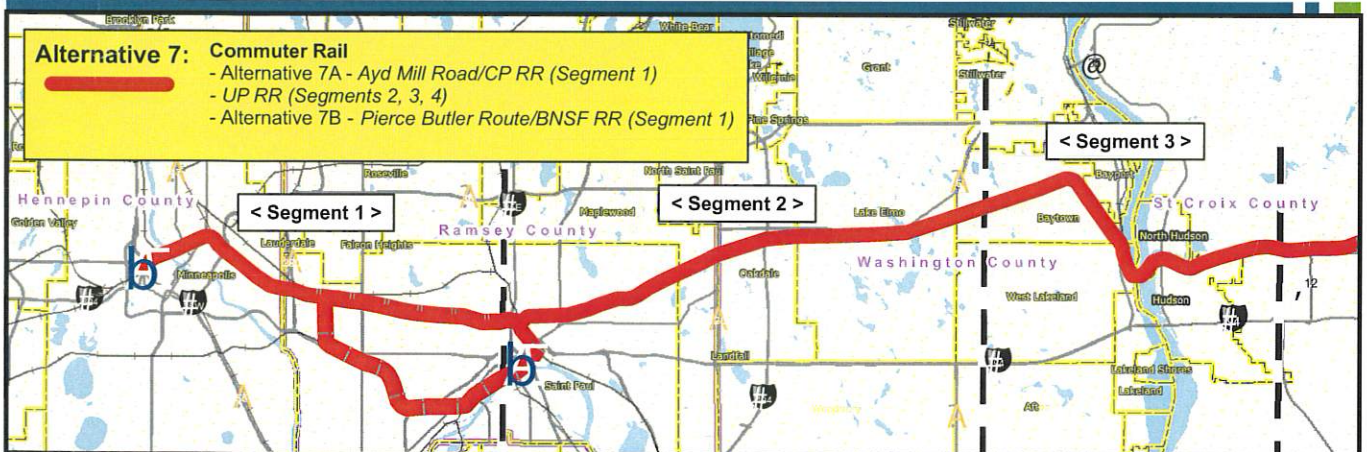 Brooklyn Park
White Bear
Stillwater
Alternative 7:
Commuter Rail
- Alternative 7A - Ayd Mill Road/CP RR (Segment 1)
- UP RR (Segments 2, 3, 4)
- Alternative 7B - Pierce Butler Route/BNSF RR (Segment 1)
Grant
Stillwater
Pine Springs
< Segment 3 >
Roseville
North Saint Paul
Bayport
Hennepin County
< Segment 1 >
< Segment 2 >
St Croix County
Golden Valley
Maplewood
Lake Elmo
Baytown
Ramsey County
North Hudson
Lauderdale
Falcon Heights
Minneapolis
Oakdale
Washington County
West Lakeland
Hudson
12
b
b
Landfall
Saint Paul
Lakeland Shores
Lakeland